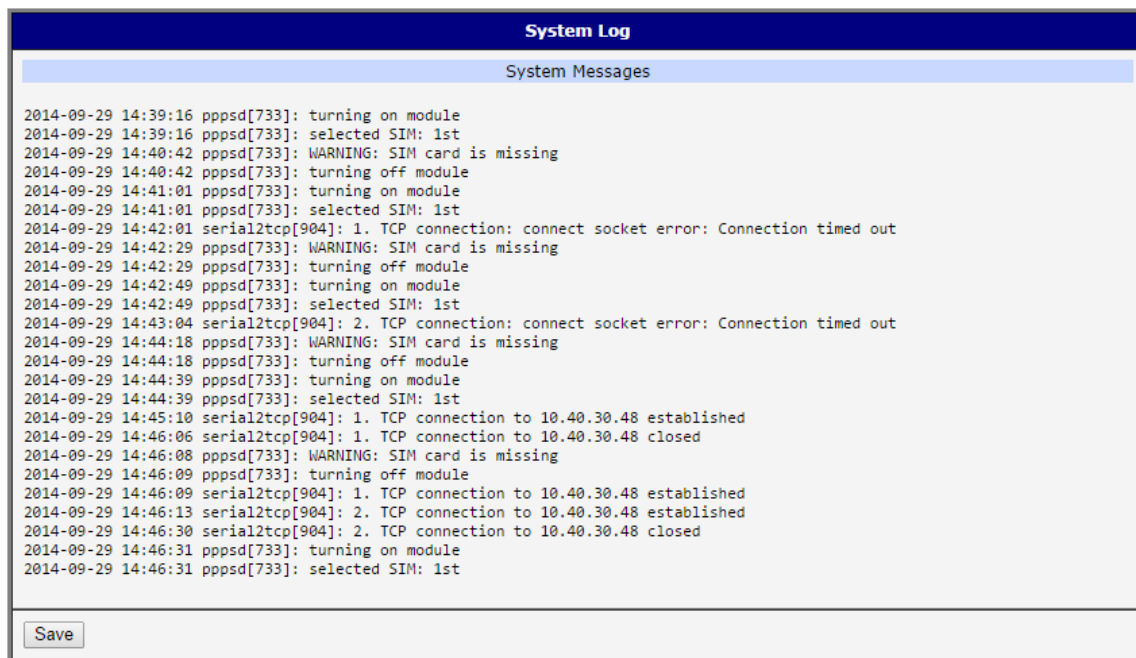 System Log
System Messages
2014-09-29 14:39:16 pppsd[733]: turning on module
2014-09-29 14:39:16 pppsd[733]: selected SIM: 1st
2014-09-29 14:40:42 pppsd[733]: WARNING: SIM card is missing
2014-09-29 14:40:42 pppsd[733]: turning off module
2014-09-29 14:41:01 pppsd[733]: turning on module
2014-09-29 14:41:01 pppsd[733]: selected SIM: 1st
2014-09-29 14:42:01 serial2tcp[904]: 1. TCP connection: connect socket error: Connection timed out
2014-09-29 14:42:29 pppsd[733]: WARNING: SIM card is missing
2014-09-29 14:42:29 pppsd[733]: turning off module
2014-09-29 14:42:49 pppsd[733]: turning on module
2014-09-29 14:42:49 pppsd[733]: selected SIM: 1st
2014-09-29 14:43:04 serial2tcp[904]: 2. TCP connection: connect socket error: Connection timed out
2014-09-29 14:44:18 pppsd[733]: WARNING: SIM card is missing
2014-09-29 14:44:18 pppsd[733]: turning off module
2014-09-29 14:44:39 pppsd[733]: turning on module
2014-09-29 14:44:39 pppsd[733]: selected SIM: 1st
2014-09-29 14:45:10 serial2tcp[904]: 1. TCP connection to 10.40.30.48 established
2014-09-29 14:46:06 serial2tcp[904]: 1. TCP connection to 10.40.30.48 closed
2014-09-29 14:46:08 pppsd[733]: WARNING: SIM card is missing
2014-09-29 14:46:09 pppsd[733]: turning off module
2014-09-29 14:46:09 serial2tcp[904]: 1. TCP connection to 10.40.30.48 established
2014-09-29 14:46:13 serial2tcp[904]: 2. TCP connection to 10.40.30.48 established
2014-09-29 14:46:30 serial2tcp[904]: 2. TCP connection to 10.40.30.48 closed
2014-09-29 14:46:31 pppsd[733]: turning on module
2014-09-29 14:46:31 pppsd[733]: selected SIM: 1st
Save